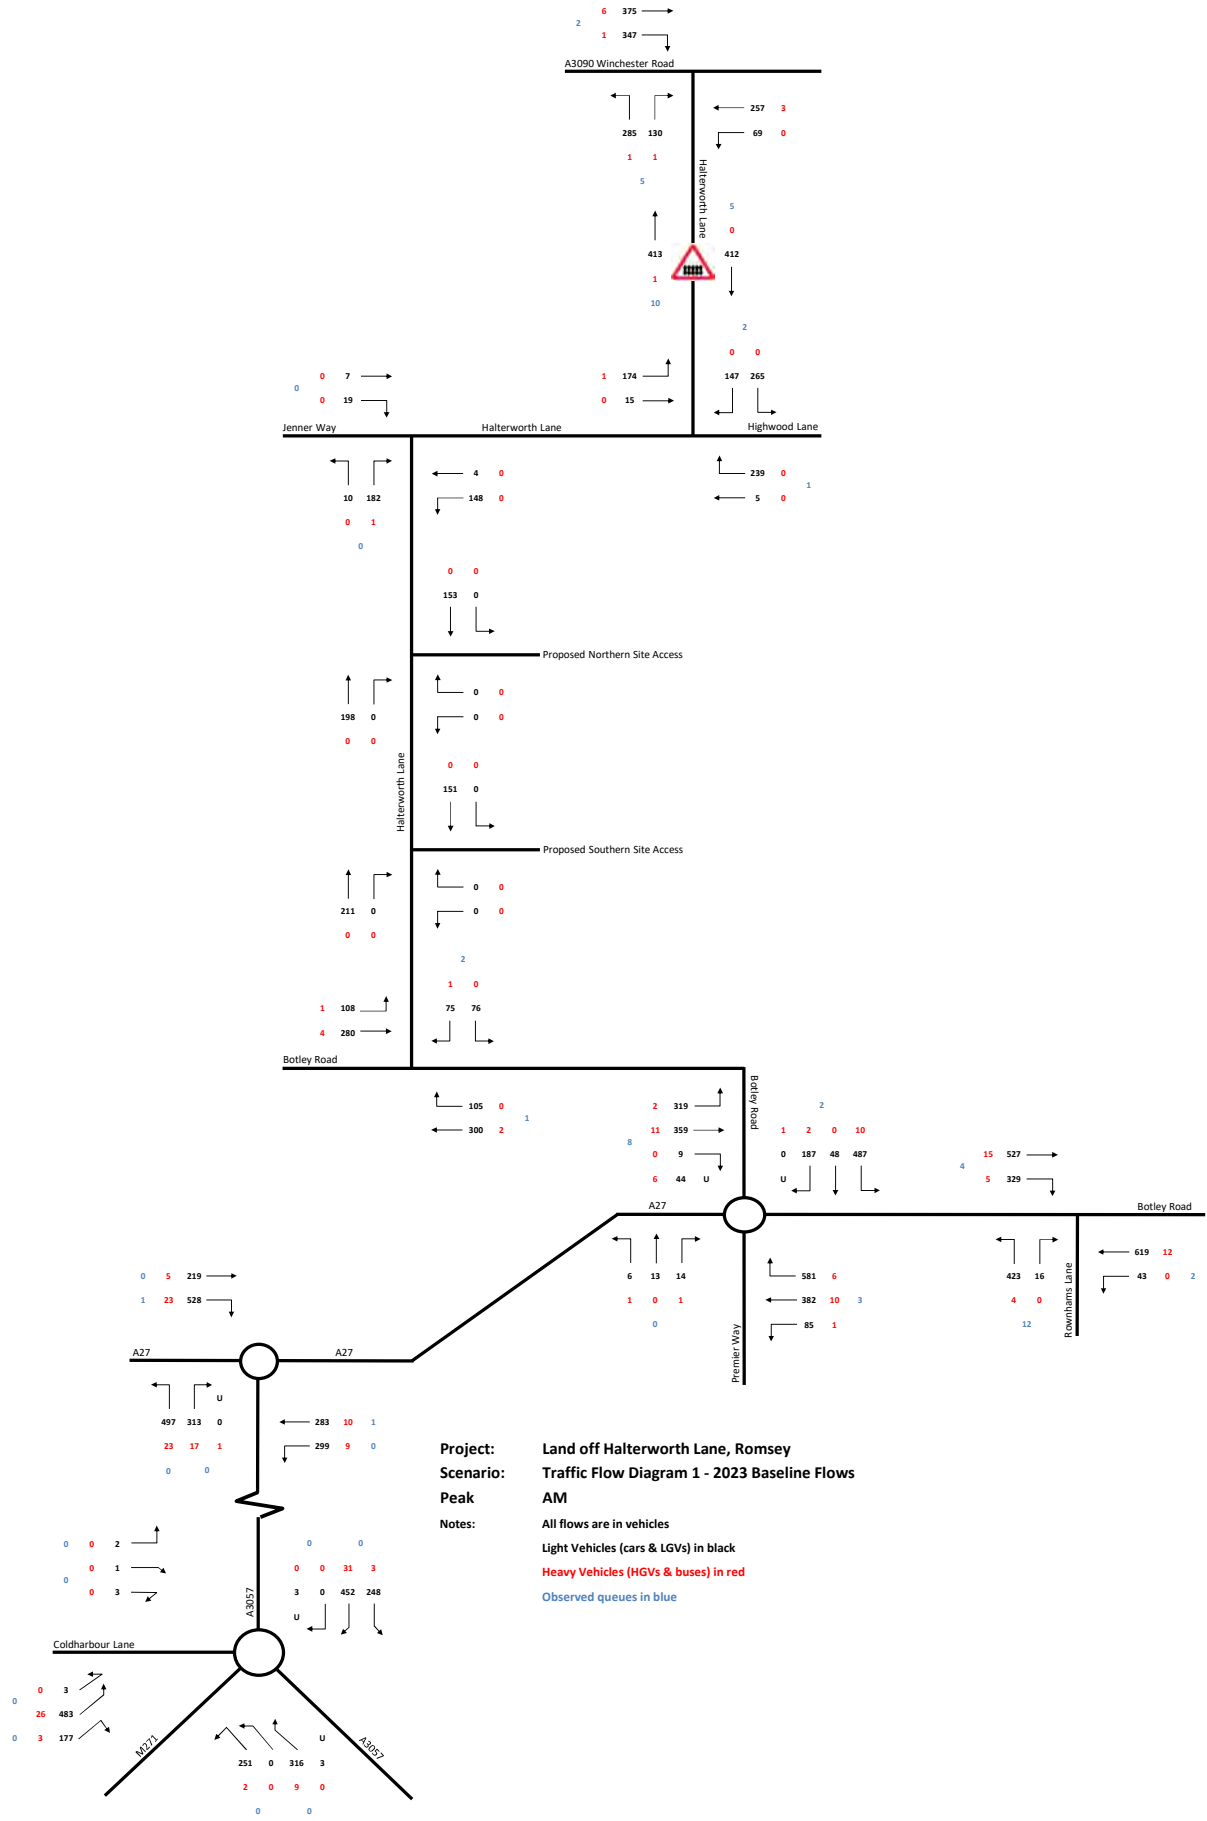 6 375
2
1 347
A3090 Winchester Road
257 3
285 130
69 0
1 1
5
Halterworth Lane
5
0
413
412
1
10
2
0 0
0 7
1 174
147 265
0
0 19
0 15
Jenner Way
Halterworth Lane
Highwood Lane
4 0
239 0
1
10 182
148 0
5 0
0 1
0
0 0
153 0
Proposed Northern Site Access
0 0
198 0
0 0
0 0
Halterworth Lane
0 0
151 0
Proposed Southern Site Access
0 0
211 0
0 0
0 0
2
1 0
1 108
75 76
4 280
Botley Road
Botley Road
105 0
1
300 2
2 319
2
11 359
8
1 2 0 10
0 9
0 187 48 487
15 527
4
6 44 U
U
5 329
A27
Botley Road
619 12
6 13 14
581 6
423 16
43 0 2
1 0 1
382 10 3
4 0
0
85 1
12
Premier Way
Rownhams Lane
0 5 219
1 23 528
A27
A27
U
497 313 0
283 10 1
23 17 1
299 9 0
0 0
Project: Land off Halterworth Lane, Romsey
Scenario: Traffic Flow Diagram 1 - 2023 Baseline Flows
Peak AM
Notes: All flows are in vehicles
Light Vehicles (cars & LGVs) in black
Heavy Vehicles (HGVs & buses) in red
Observed queues in blue
0 0 2
0 0
0 1
0 0 31 3
0
0 3
3 0 452 248
U
A3057
Coldharbour Lane
0 3
0
26 483
0 3 177
M271
A3057
U
251 0 316 3
2 0 9 0
0 0